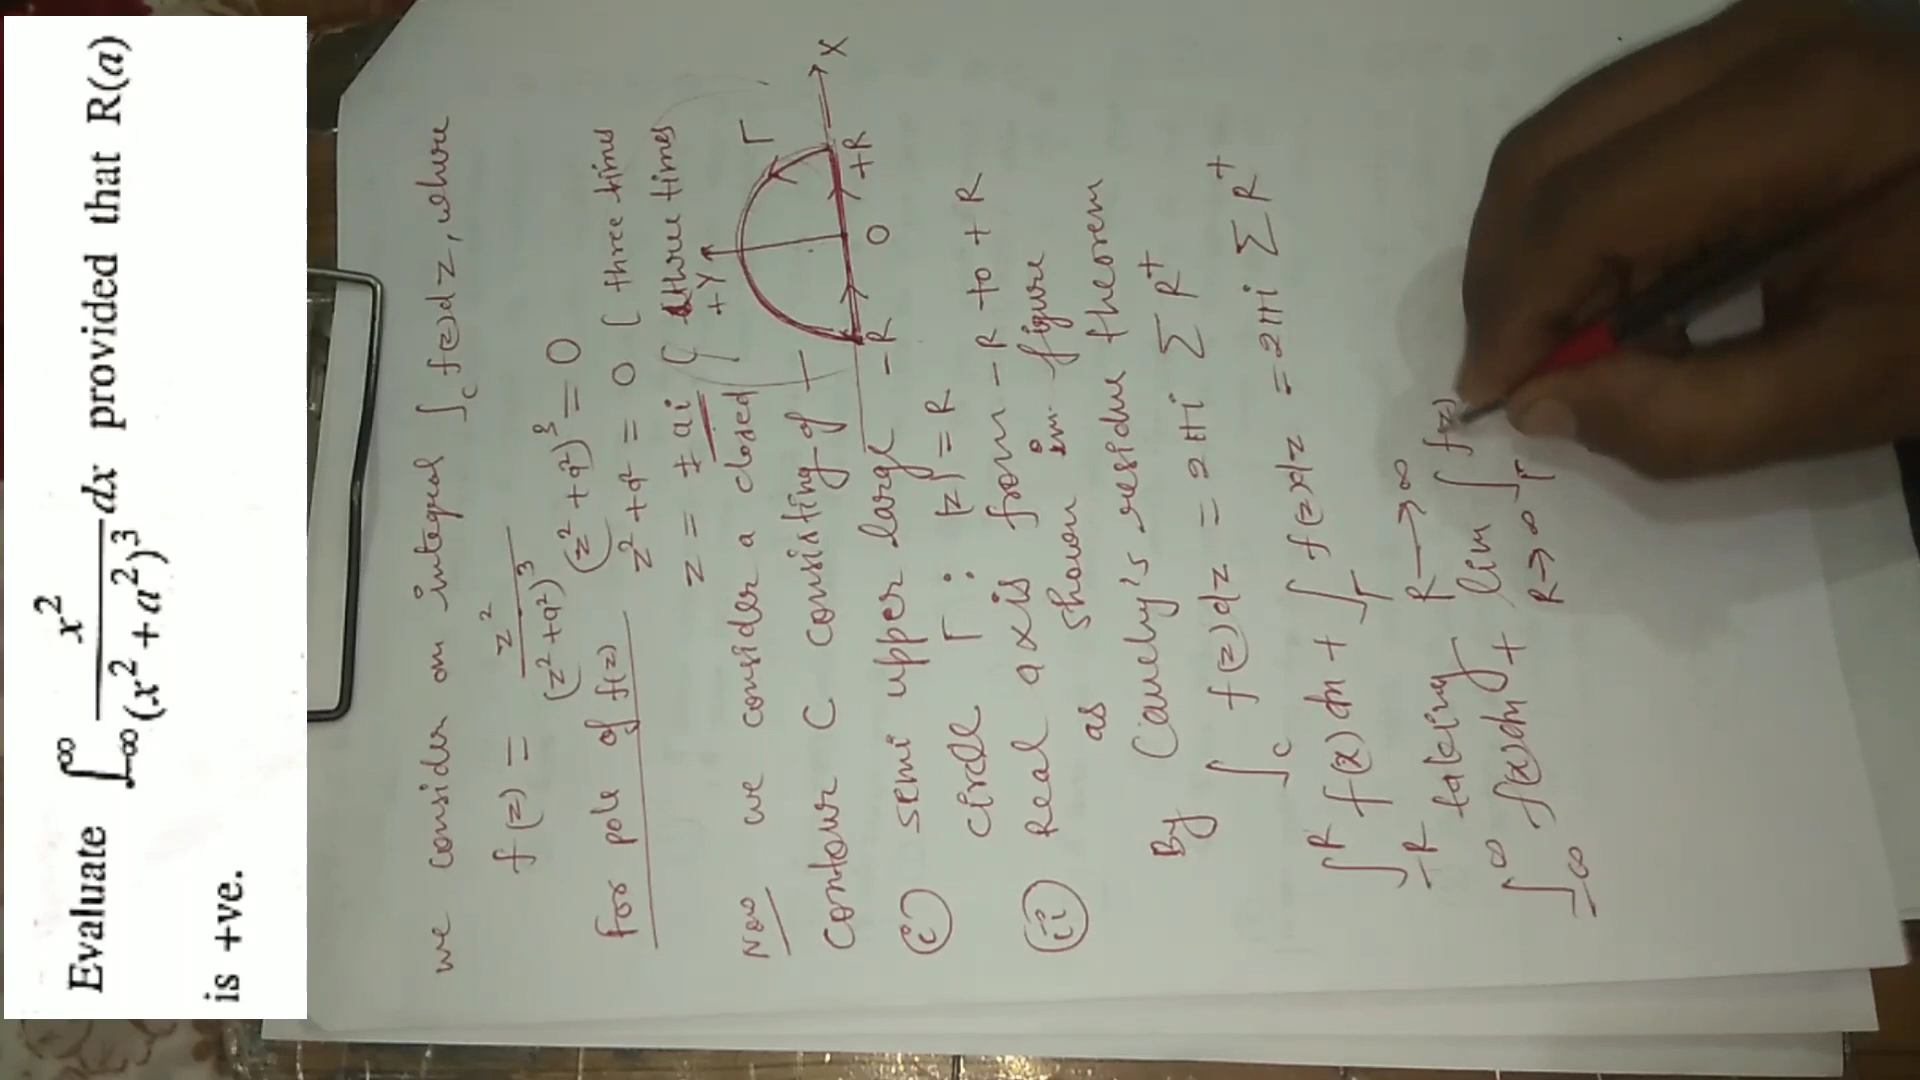 Evaluate ∫_{-∞}^{∞} x²/(x² + a²)³ dx provided that R(a)
is +ve.
we consider an integral ∫_c f(z)dz, where
f(z) = z²/(z²+a²)³
For pole of f(z) (z²+a²)³ = 0
z²+a² = 0 ( three times
z = ± ai ( three times
Now we consider a closed
Contour C consisting of
(i) semi upper large
circle Γ : |z| = R
(ii) Real axis from -R to +R
as shown in figure
+Y
Γ
-R
O
+R
X
By Cauchy's residue theorem
∫_c f(z)dz = 2πi Σ R⁺
∫_{-R}^{R} f(x)dx + ∫_Γ f(z)dz = 2πi Σ R⁺
taking R → ∞
∫_{-∞}^{∞} f(x)dx + lim_{R→∞} ∫_Γ f(z)